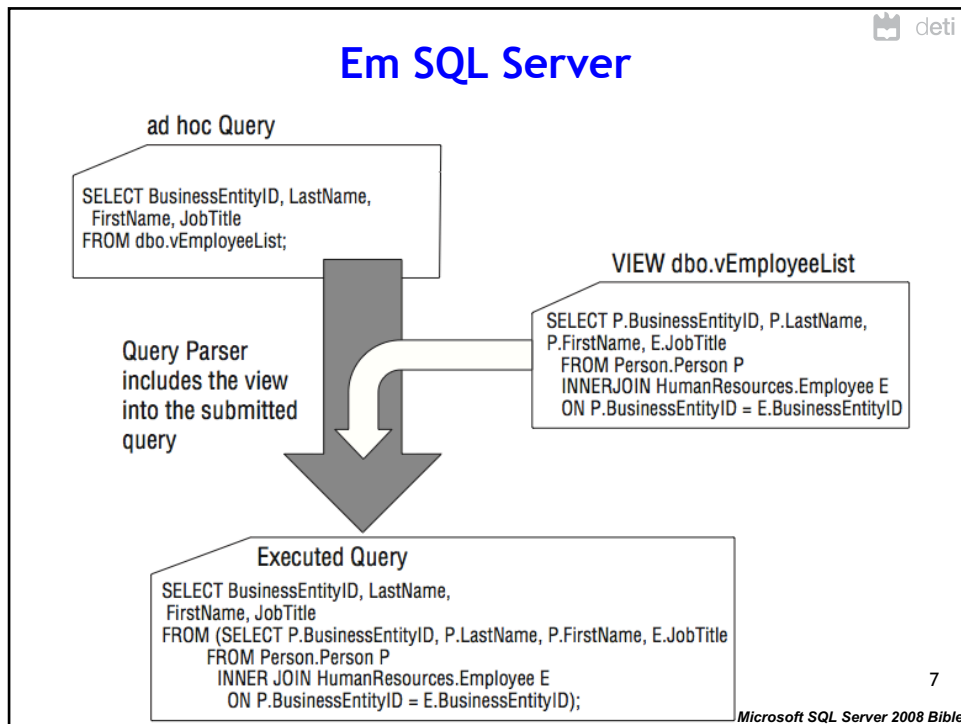 deti
Em SQL Server
ad hoc Query
SELECT BusinessEntityID, LastName,
FirstName, JobTitle
FROM dbo.vEmployeeList;
VIEW dbo.vEmployeeList
SELECT P.BusinessEntityID, P.LastName,
P.FirstName, E.JobTitle
FROM Person.Person P
INNERJOIN HumanResources.Employee E
ON P.BusinessEntityID = E.BusinessEntityID
Query Parser
includes the view
into the submitted
query
Executed Query
SELECT BusinessEntityID, LastName,
FirstName, JobTitle
FROM (SELECT P.BusinessEntityID, P.LastName, P.FirstName, E.JobTitle
FROM Person.Person P
INNER JOIN HumanResources.Employee E
ON P.BusinessEntityID = E.BusinessEntityID);
7
Microsoft SQL Server 2008 Bible